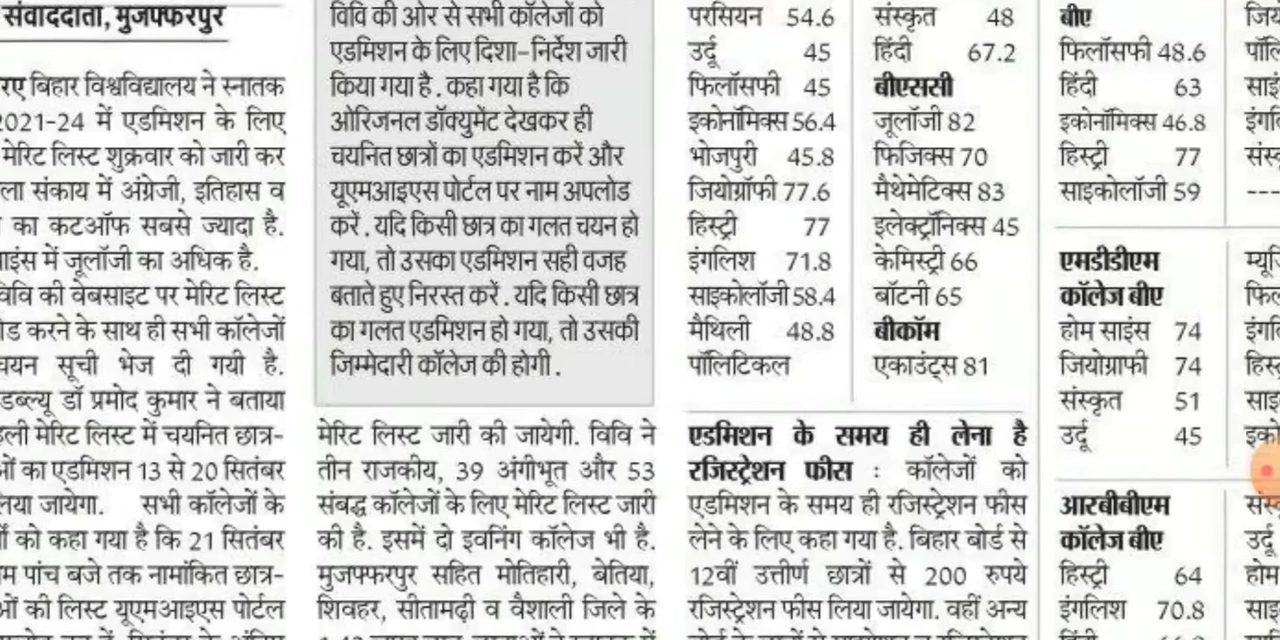 संवाददाता, मुजफ्फरपुर
बिहार विश्वविद्यालय ने स्नातक
2021-24 में एडमिशन के लिए
मेरिट लिस्ट शुक्रवार को जारी कर
संकाय में अंग्रेजी, इतिहास व
का कटऑफ सबसे ज्यादा है.
में जूलॉजी का अधिक है.
विवि की वेबसाइट पर मेरिट लिस्ट
करने के साथ ही सभी कॉलेजों
चयन सूची भेज दी गयी है.
डॉ प्रमोद कुमार ने बताया
मेरिट लिस्ट में चयनित छात्र-
का एडमिशन 13 से 20 सितंबर
लिया जायेगा. सभी कॉलेजों के
को कहा गया है कि 21 सितंबर
पांच बजे तक नामांकित छात्र-
की लिस्ट यूएमआइएस पोर्टल
विवि की ओर से सभी कॉलेजों को
एडमिशन के लिए दिशा-निर्देश जारी
किया गया है. कहा गया है कि
ओरिजनल डॉक्युमेंट देखकर ही
चयनित छात्रों का एडमिशन करें और
यूएमआइएस पोर्टल पर नाम अपलोड
करें. यदि किसी छात्र का गलत चयन हो
गया, तो उसका एडमिशन सही वजह
बताते हुए निरस्त करें. यदि किसी छात्र
का गलत एडमिशन हो गया, तो उसकी
जिम्मेदारी कॉलेज की होगी.
मेरिट लिस्ट जारी की जायेगी. विवि ने
तीन राजकीय, 39 अंगीभूत और 53
संबद्ध कॉलेजों के लिए मेरिट लिस्ट जारी
की है. इसमें दो इवनिंग कॉलेज भी है.
मुजफ्फरपुर सहित मोतिहारी, बेतिया,
शिवहर, सीतामढ़ी व वैशाली जिले के
परसियन 54.6
उर्दू 45
फिलॉसफी 45
इकोनॉमिक्स 56.4
भोजपुरी 45.8
जियोग्रॉफी 77.6
हिस्ट्री 77
इंगलिश 71.8
साइकोलॉजी 58.4
मैथिली 48.8
पॉलिटिकल
संस्कृत 48
हिंदी 67.2
बीएससी
जूलॉजी 82
फिजिक्स 70
मैथेमेटिक्स 83
इलेक्ट्रॉनिक्स 45
केमिस्ट्री 66
बॉटनी 65
बीकॉम
एकाउंट्स 81
एडमिशन के समय ही लेना है
रजिस्ट्रेशन फीस : कॉलेजों को
एडमिशन के समय ही रजिस्ट्रेशन फीस
लेने के लिए कहा गया है. बिहार बोर्ड से
12वीं उत्तीर्ण छात्रों से 200 रुपये
रजिस्ट्रेशन फीस लिया जायेगा. वहीं अन्य
बीए
फिलॉसफी 48.6
हिंदी 63
इकोनॉमिक्स 46.8
हिस्ट्री 77
साइकोलॉजी 59
एमडीडीएम
कॉलेज बीए
होम साइंस 74
जियोग्राफी 74
संस्कृत 51
उर्दू 45
आरबीबीएम
कॉलेज बीए
हिस्ट्री 64
इंगलिश 70.8